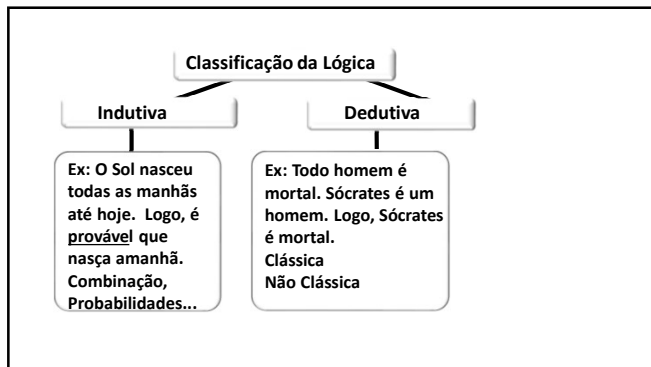 Classificação da Lógica
Indutiva
Dedutiva
Ex: O Sol nasceu
todas as manhãs
até hoje. Logo, é
provável que
nasça amanhã.
Combinação,
Probabilidades...
Ex: Todo homem é
mortal. Sócrates é um
homem. Logo, Sócrates
é mortal.
Clássica
Não Clássica